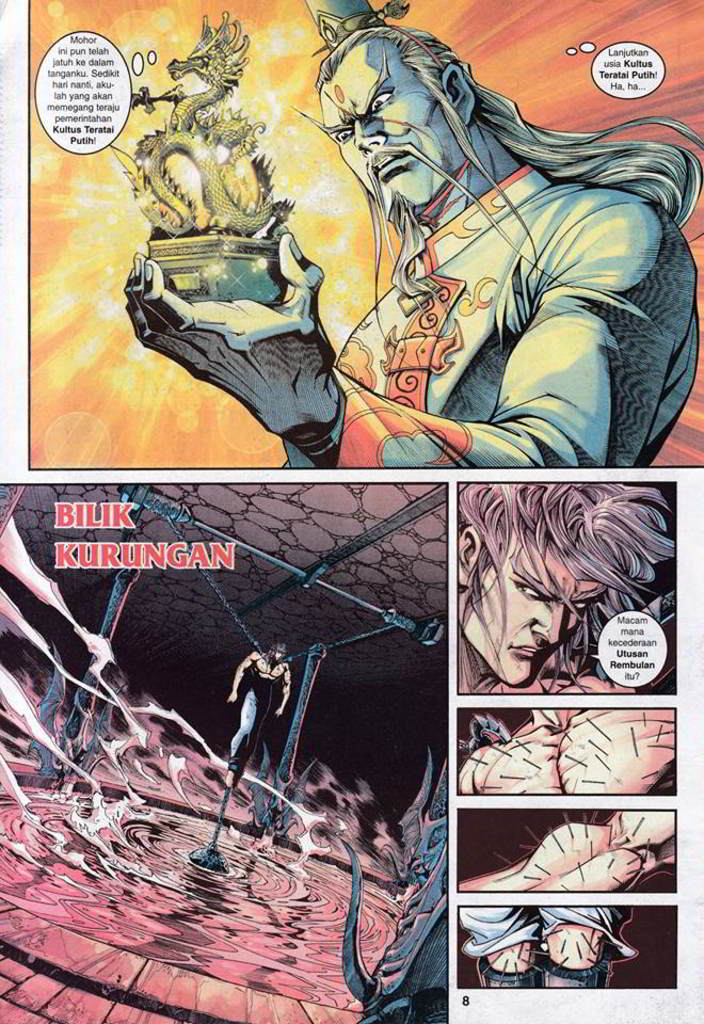 Mohor
ini pun telah
jatuh ke dalam
tanganku. Sedikit
hari nanti, aku-
lah yang akan
memegang teraju
pemerintahan
Kultus Teratai
Putih!
Lanjutkan
usia Kultus
Teratai Putih!
Ha, ha...
BILIK
KURUNGAN
Macam
mana
kecederaan
Utusan
Rembulan
itu?
8